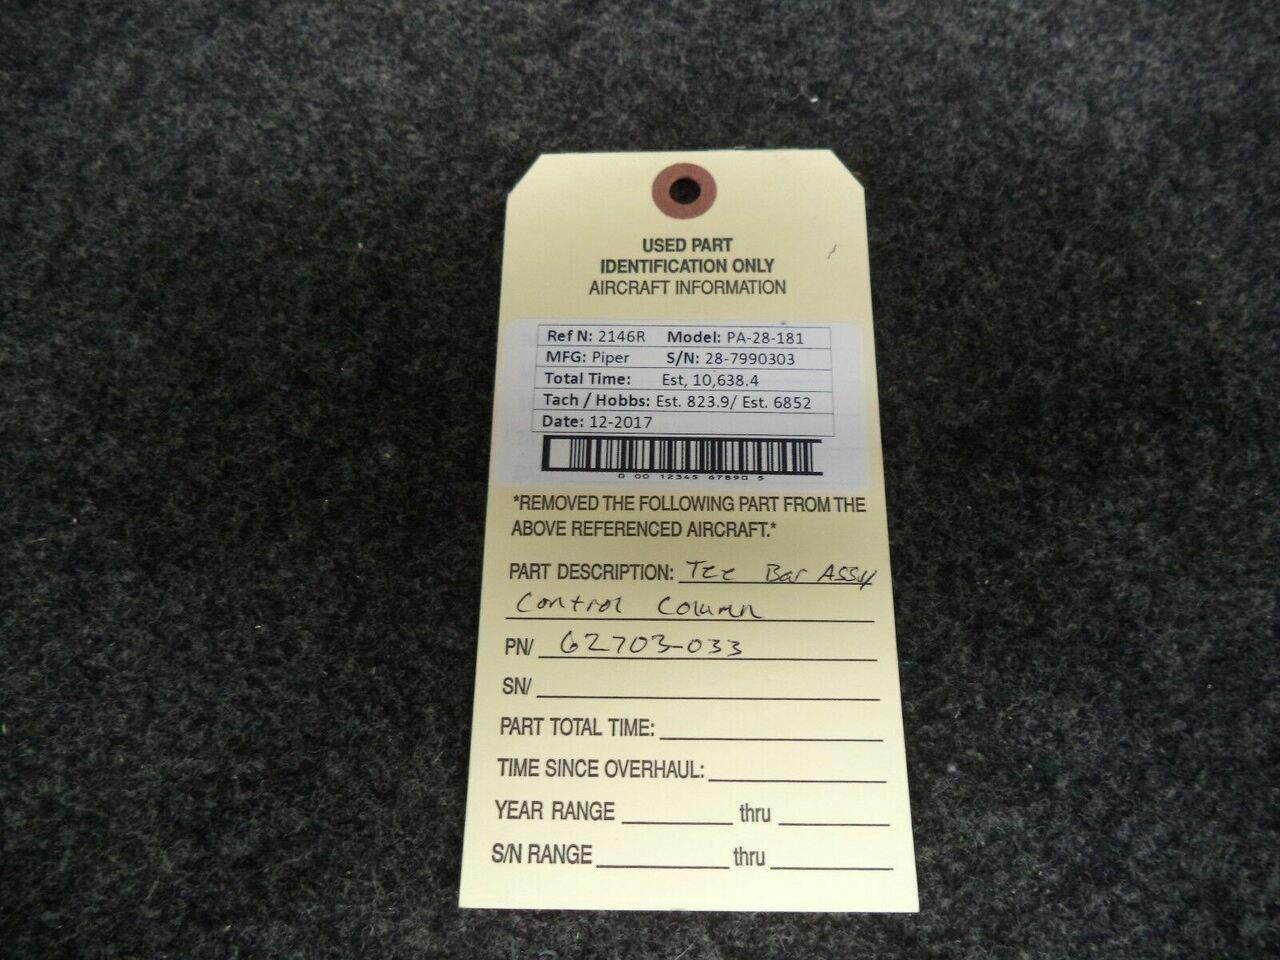 USED PART
IDENTIFICATION ONLY
AIRCRAFT INFORMATION
Ref N: 2146R Model: PA-28-181
MFG: Piper S/N: 28-7990303
Total Time: Est, 10,638.4
Tach / Hobbs: Est. 823.9/ Est. 6852
Date: 12-2017
0 00 12345 67890 5
*REMOVED THE FOLLOWING PART FROM THE
ABOVE REFERENCED AIRCRAFT.*
PART DESCRIPTION: Tee Bar Assy
Control Column
PN/ 62703-033
SN/
PART TOTAL TIME:
TIME SINCE OVERHAUL:
YEAR RANGE thru
S/N RANGE thru